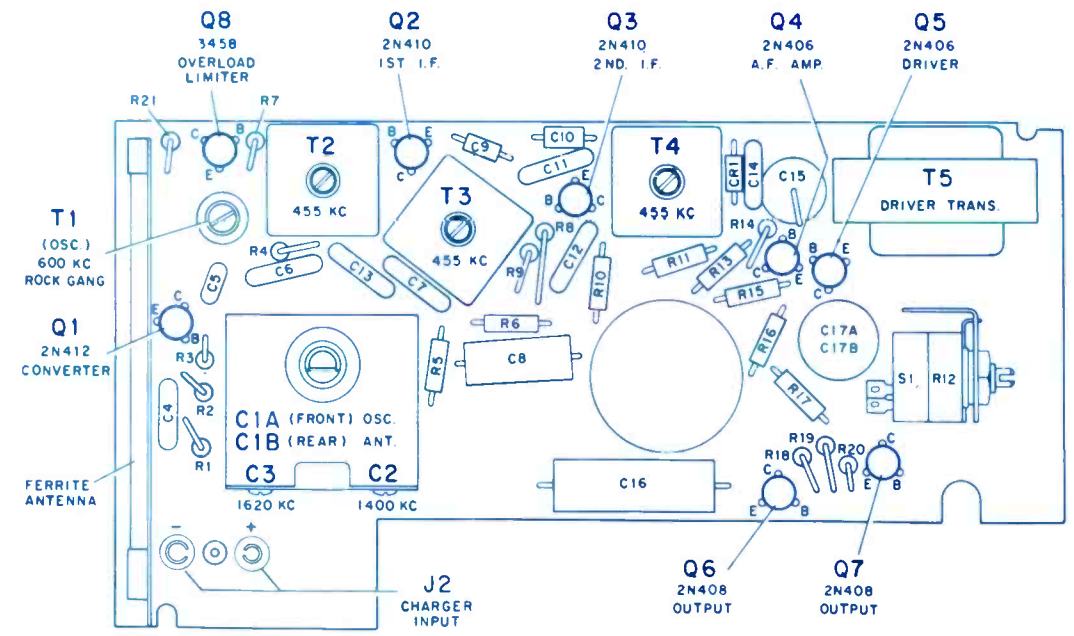 Q8
3458
OVERLOAD
LIMITER
Q2
2N410
1ST I.F.
Q3
2N410
2ND. I.F.
Q4
2N406
A.F. AMP.
Q5
2N406
DRIVER
R21
R7
C
B
E
T2
455 KC
B
E
C
C9
C10
C11
T3
455 KC
E
B
C
T4
455 KC
CR1
C14
C15
T5
DRIVER TRANS.
T1
(OSC.)
600 KC
ROCK GANG
R4
C6
C5
C13
C7
R9
R8
C12
R10
R11
R13
R14
B
C
E
B
E
C
R15
Q1
2N412
CONVERTER
E
C
B
R3
R2
R1
C4
R6
R5
C8
R16
R17
C17A
C17B
S1
R12
C1A (FRONT) OSC.
C1B (REAR) ANT.
C3
C2
1620 KC
1400 KC
FERRITE
ANTENNA
C16
R18
R19
R20
C
E
B
C
E
B
-
+
J2
CHARGER
INPUT
Q6
2N408
OUTPUT
Q7
2N408
OUTPUT